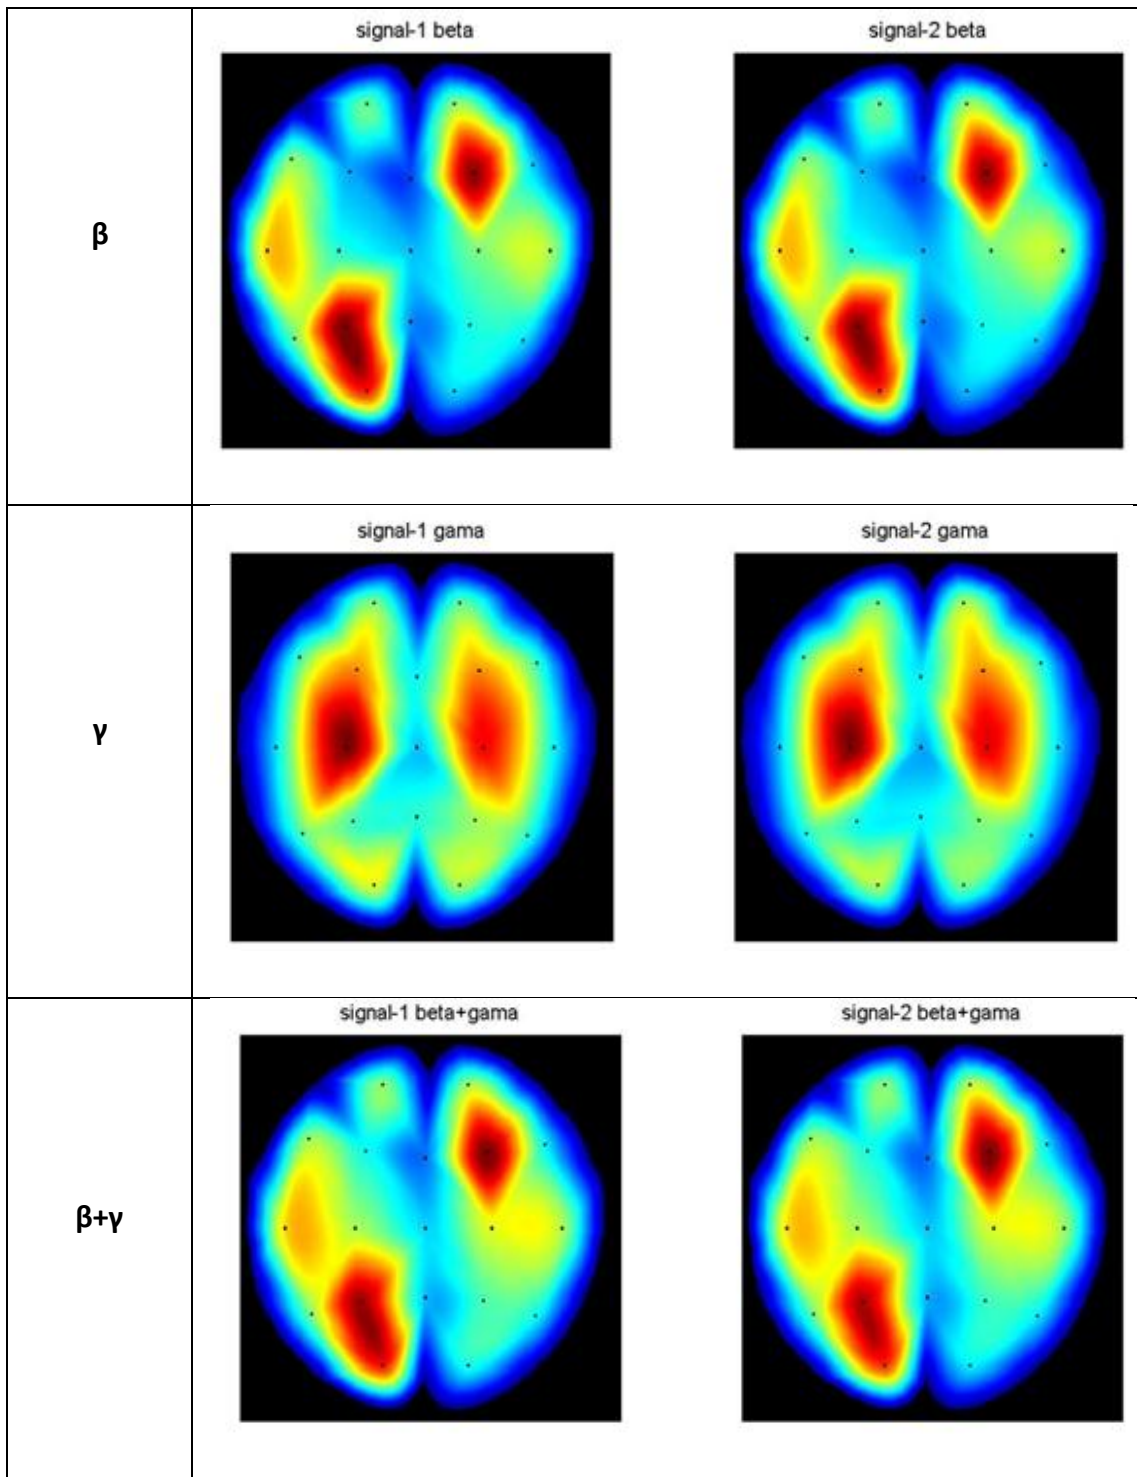 signal-1 beta
signal-2 beta
β
signal-1 gama
signal-2 gama
γ
signal-1 beta+gama
signal-2 beta+gama
β+γ